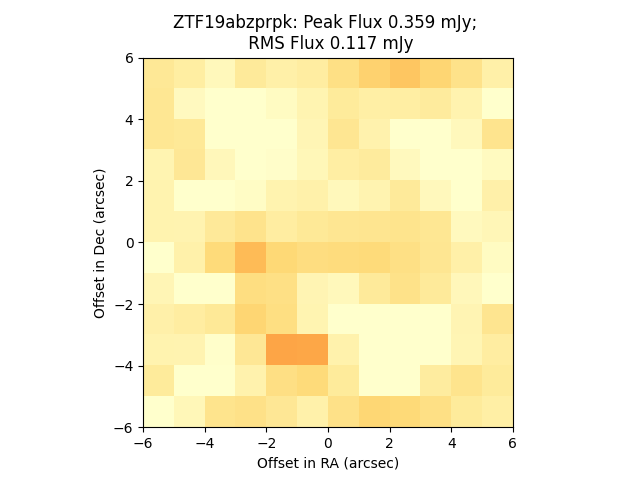 ZTF19abzprpk: Peak Flux 0.359 mJy;
RMS Flux 0.117 mJy
6
4
2
0
−2
−4
−6
Offset in Dec (arcsec)
−6 −4 −2 0 2 4 6
Offset in RA (arcsec)